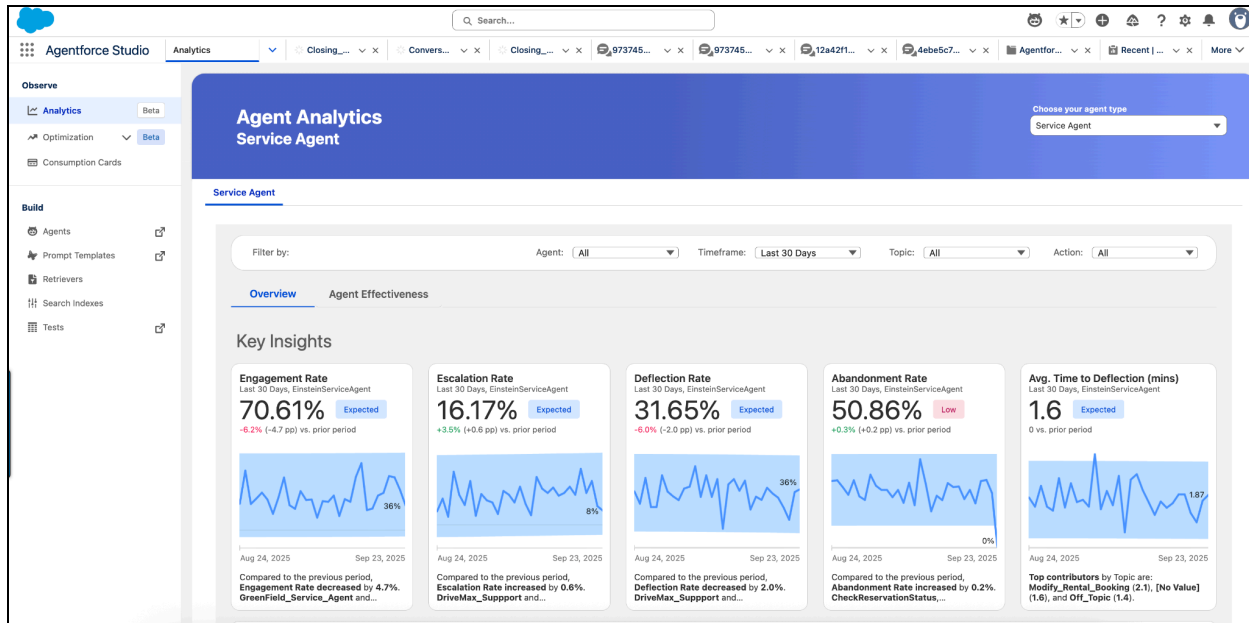 Search...
Agentforce Studio
Analytics
Closing_...
Convers...
Closing_...
973745...
973745...
12a42f1...
4ebe5c7...
Agentfor...
Recent | ...
More
Observe
Analytics Beta
Optimization Beta
Consumption Cards
Build
Agents
Prompt Templates
Retrievers
Search Indexes
Tests
Agent Analytics
Service Agent
Choose your agent type
Service Agent
Service Agent
Filter by: Agent: All Timeframe: Last 30 Days Topic: All Action: All
Overview Agent Effectiveness
Key Insights
Engagement Rate
Last 30 Days, EinsteinServiceAgent
70.61% Expected
-6.2% (-4.7 pp) vs. prior period
36%
Aug 24, 2025 Sep 23, 2025
Compared to the previous period,
Engagement Rate decreased by 4.7%.
GreenField_Service_Agent and...
Escalation Rate
Last 30 Days, EinsteinServiceAgent
16.17% Expected
+3.5% (+0.6 pp) vs. prior period
8%
Aug 24, 2025 Sep 23, 2025
Compared to the previous period,
Escalation Rate increased by 0.6%.
DriveMax_Suppport and...
Deflection Rate
Last 30 Days, EinsteinServiceAgent
31.65% Expected
-6.0% (-2.0 pp) vs. prior period
36%
Aug 24, 2025 Sep 23, 2025
Compared to the previous period,
Deflection Rate decreased by 2.0%.
DriveMax_Suppport and...
Abandonment Rate
Last 30 Days, EinsteinServiceAgent
50.86% Low
+0.3% (+0.2 pp) vs. prior period
0%
Aug 24, 2025 Sep 23, 2025
Compared to the previous period,
Abandonment Rate increased by 0.2%.
CheckReservationStatus,...
Avg. Time to Deflection (mins)
Last 30 Days, EinsteinServiceAgent
1.6 Expected
0 vs. prior period
1.87
Aug 24, 2025 Sep 23, 2025
Top contributors by Topic are:
Modify_Rental_Booking (2.1), [No Value]
(1.6), and Off_Topic (1.4).